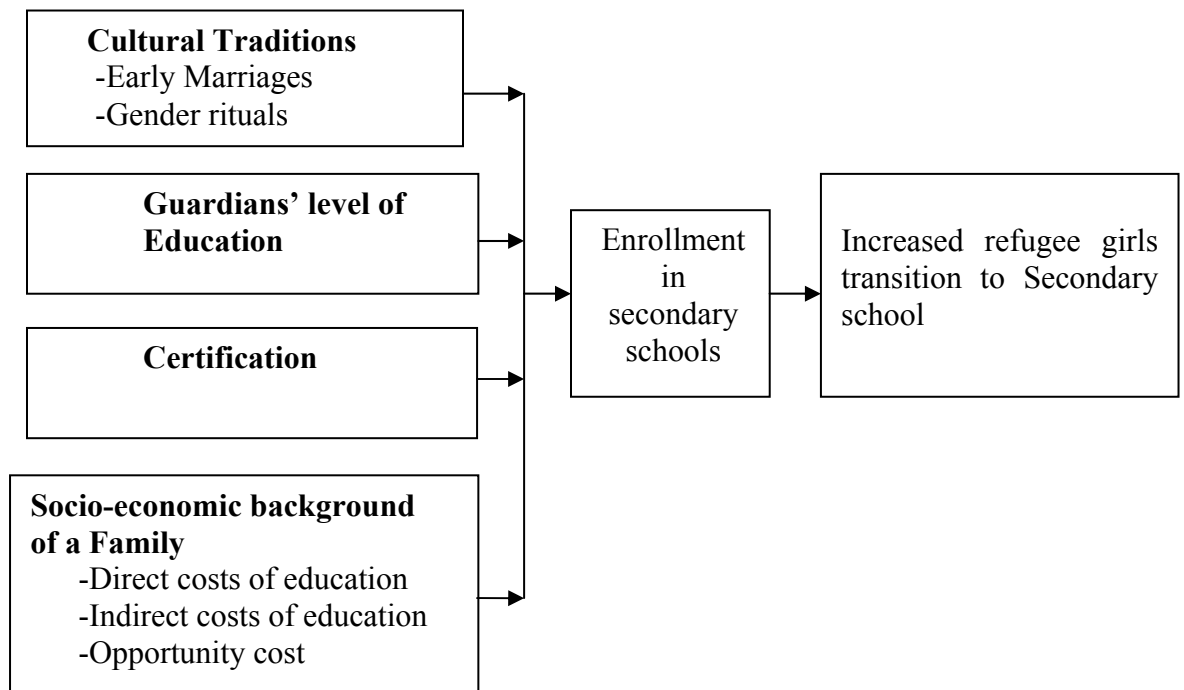 Cultural Traditions
-Early Marriages
-Gender rituals
Guardians’ level of
Education
Certification
Socio-economic background
of a Family
-Direct costs of education
-Indirect costs of education
-Opportunity cost
Enrollment
in
secondary
schools
Increased refugee girls
transition to Secondary
school